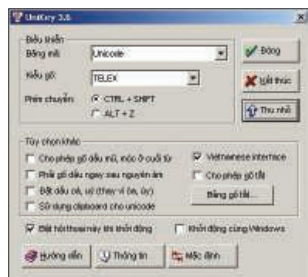 UniKey 3.6
Điều khiển
Bảng mã: Unicode
Đóng
Kiểu gõ: TELEX
Kết thúc
Phím chuyển: CTRL + SHIFT
ALT + Z
Thu nhỏ
Tùy chọn khác
Cho phép gõ dấu mũ, móc ở cuối từ
Vietnamese interface
Phải gõ dấu ngay sau nguyên âm
Cho phép gõ tắt
Đặt dấu oà, uý (thay vì òa, úy)
Bảng gõ tắt...
Sử dụng clipboard cho unicode
Bật hội thoại này khi khởi động
Khởi động cùng Windows
Hướng dẫn
Thông tin
Mặc định